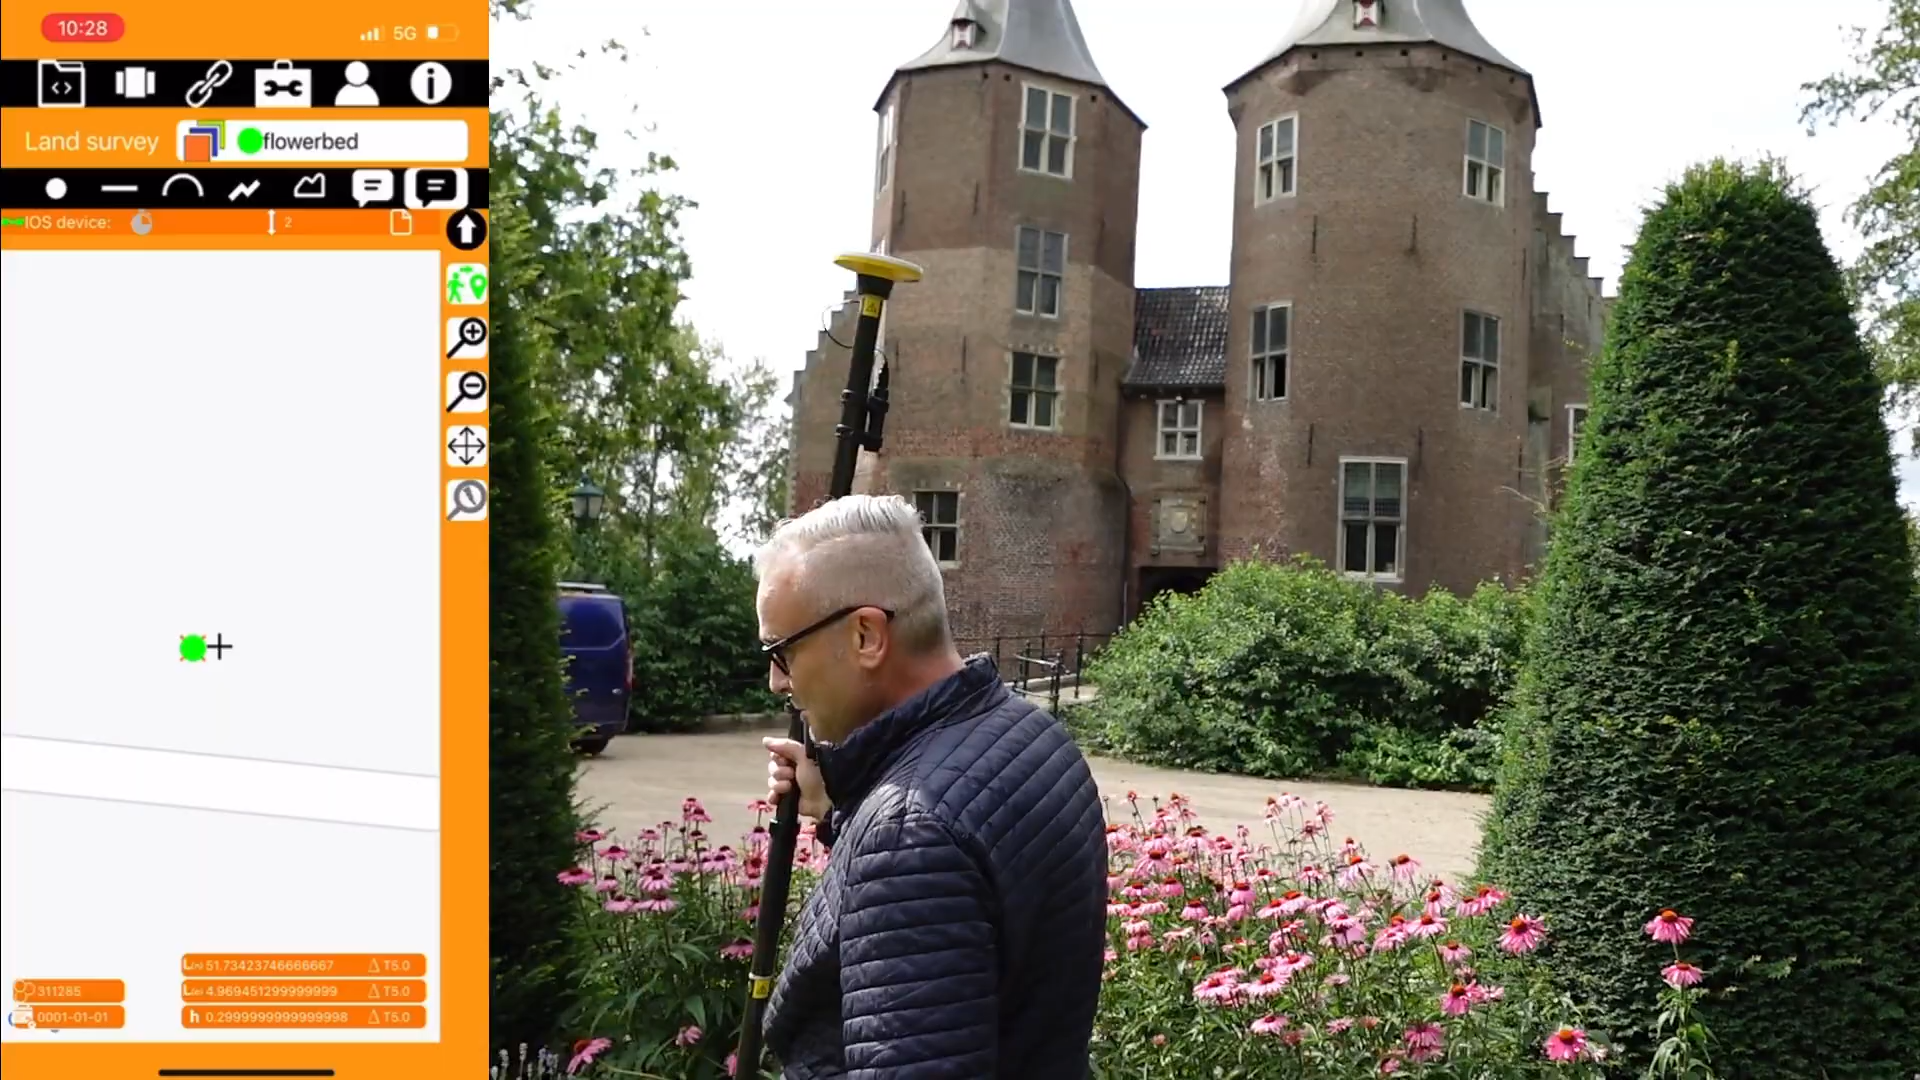 10:28
5G
Land survey
flowerbed
IOS device:
2
L(n) 51.73423746666667 △ T5.0
311285
L(e) 4.969451299999999 △ T5.0
0001-01-01
h 0.2999999999999998 △ T5.0